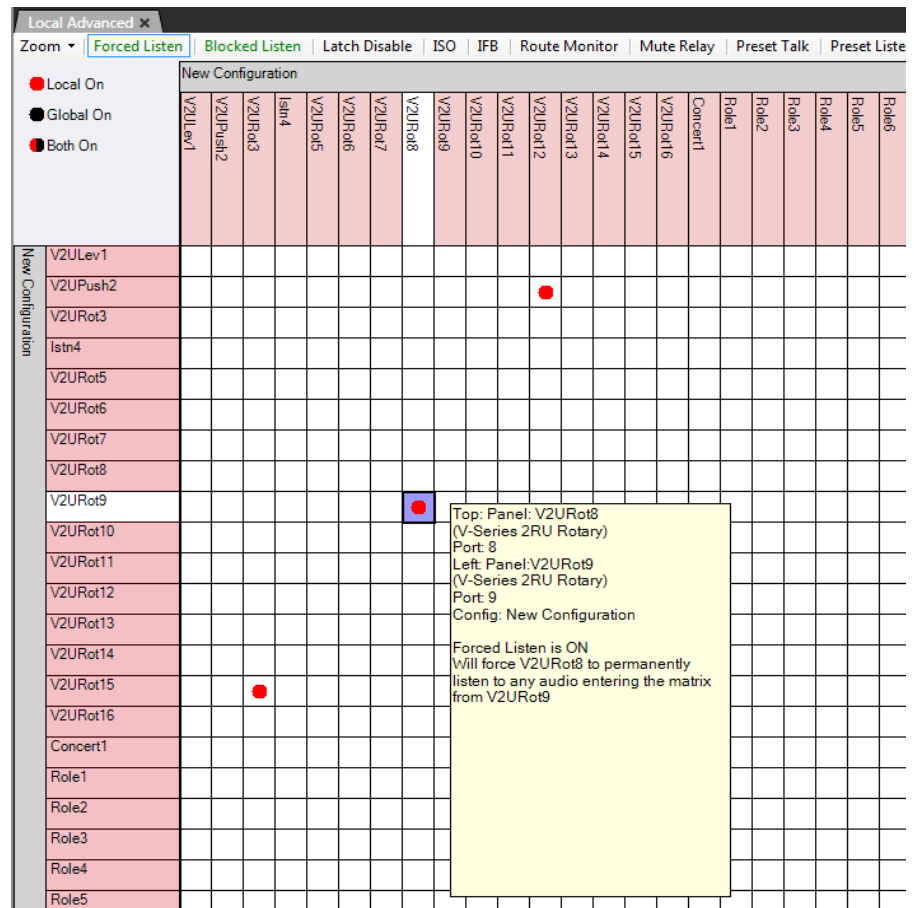 Local Advanced ×
Zoom Forced Listen Blocked Listen Latch Disable ISO IFB Route Monitor Mute Relay Preset Talk Preset Liste
Local On
Global On
Both On
New Configuration
V2ULev1
V2UPush2
V2URot3
lstn4
V2URot5
V2URot6
V2URot7
V2URot8
V2URot9
V2URot10
V2URot11
V2URot12
V2URot13
V2URot14
V2URot15
V2URot16
Concert1
Role1
Role2
Role3
Role4
Role5
Role6
New Configuration
V2ULev1
V2UPush2
V2URot3
lstn4
V2URot5
V2URot6
V2URot7
V2URot8
V2URot9
V2URot10
V2URot11
V2URot12
V2URot13
V2URot14
V2URot15
V2URot16
Concert1
Role1
Role2
Role3
Role4
Role5
Top: Panel: V2URot8
(V-Series 2RU Rotary)
Port: 8
Left: Panel:V2URot9
(V-Series 2RU Rotary)
Port: 9
Config: New Configuration
Forced Listen is ON
Will force V2URot8 to permanently
listen to any audio entering the matrix
from V2URot9